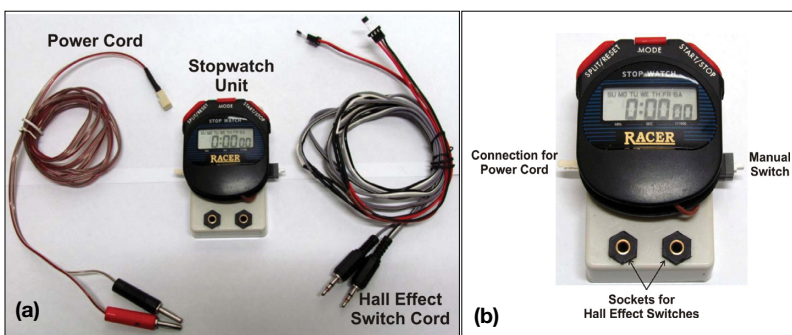 Power Cord
Stopwatch
Unit
SPLIT/RESET
MODE
START/STOP
STOP WATCH
SU MO TU WE TH FR SA
0:00 00
RACER
Hall Effect
Switch Cord
(a)
SPLIT/RESET
MODE
START/STOP
STOP WATCH
SU MO TU WE TH FR SA
0:00 00
RACER
Connection for
Power Cord
Manual
Switch
Sockets for
Hall Effect Switches
(b)